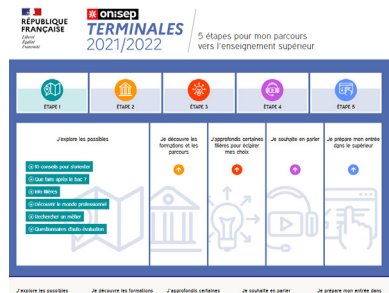 RÉPUBLIQUE
FRANÇAISE
Liberté
Égalité
Fraternité
onisep
TERMINALES
2021/2022
5 étapes pour mon parcours
vers l'enseignement supérieur
ÉTAPE 1
ÉTAPE 2
ÉTAPE 3
ÉTAPE 4
ÉTAPE 5
J'explore les possibles
10 conseils pour s'orienter
Que faire après le bac ?
Info filières
Découvrir le monde professionnel
Rechercher un métier
Questionnaires d'auto-évaluation
Je découvre les
formations et les
parcours
J'approfondis certaines
filières pour éclairer
mes choix
Je souhaite en parler
Je prépare mon entrée
dans le supérieur
J'explore les possibles
Je découvre les formations
J'approfondis certaines
Je souhaite en parler
Je prépare mon entrée dans